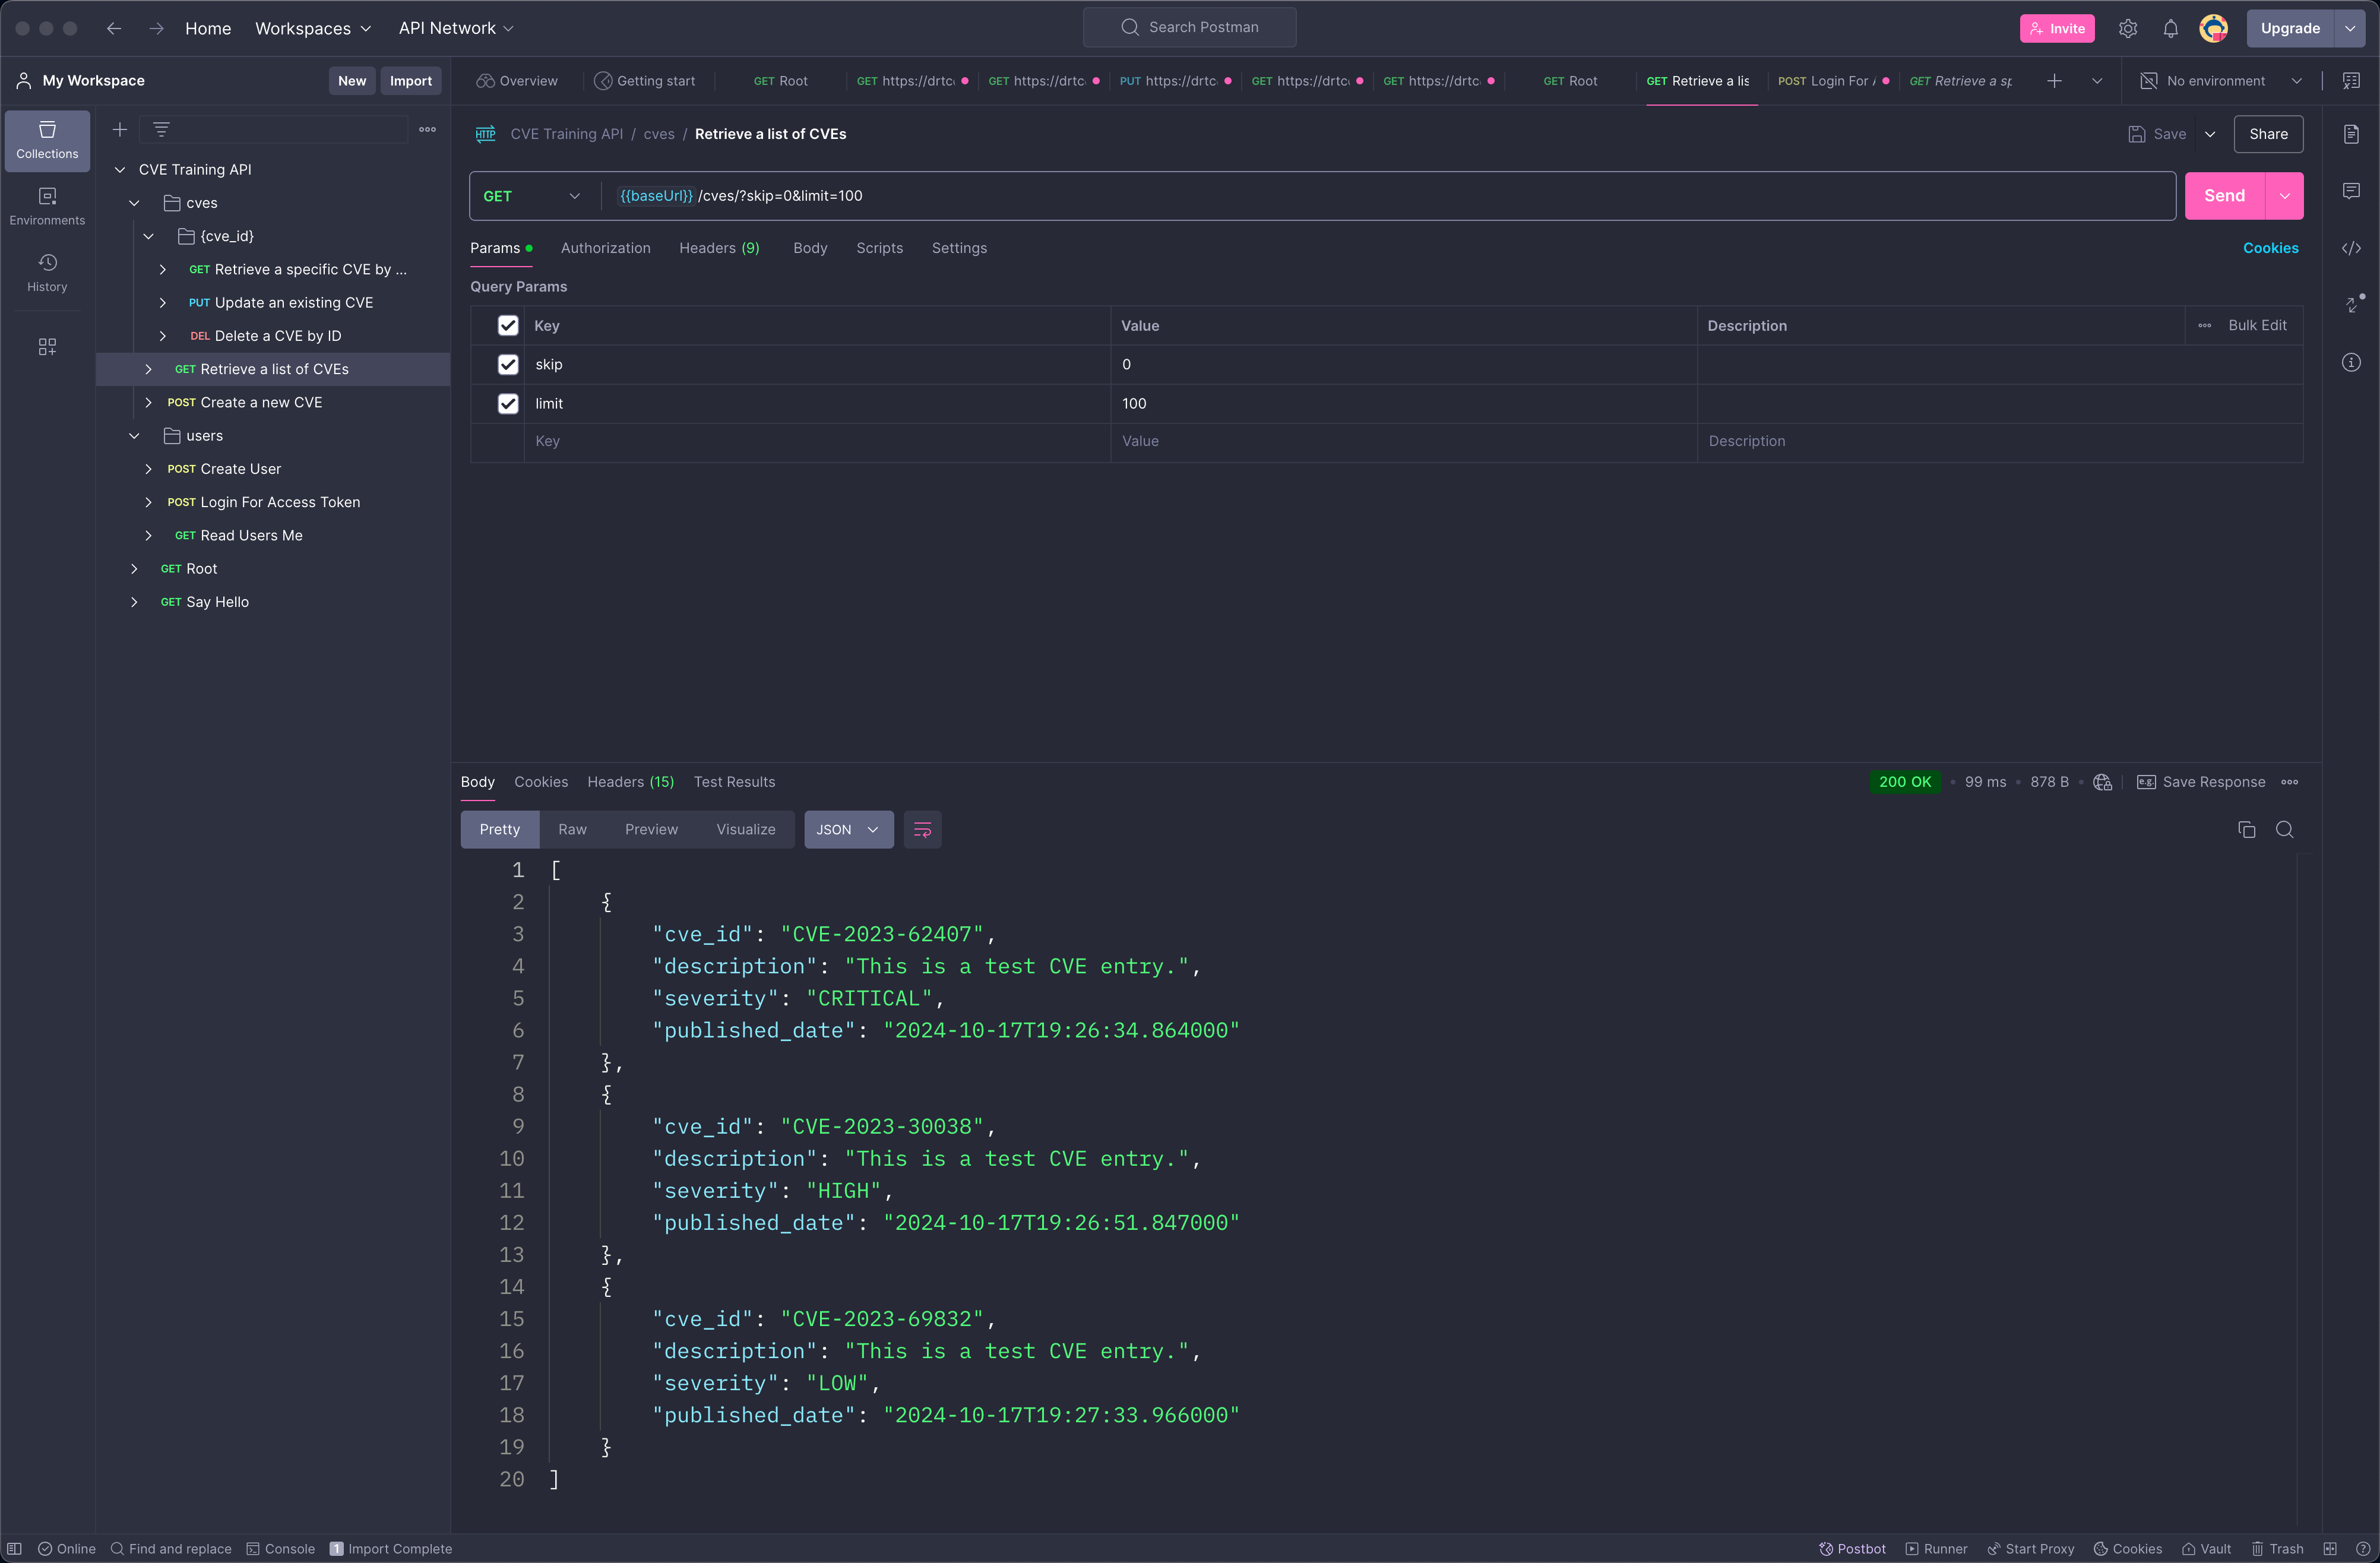 Home Workspaces API Network Search Postman Invite Upgrade
My Workspace New Import
Overview Getting start GET Root GET https://drtc GET https://drtc PUT https://drtc GET https://drtc GET https://drtc GET Root GET Retrieve a lis POST Login For GET Retrieve a sp No environment
Collections
Environments
History
CVE Training API
cves
{cve_id}
GET Retrieve a specific CVE by ...
PUT Update an existing CVE
DEL Delete a CVE by ID
GET Retrieve a list of CVEs
POST Create a new CVE
users
POST Create User
POST Login For Access Token
GET Read Users Me
GET Root
GET Say Hello
HTTP CVE Training API / cves / Retrieve a list of CVEs Save Share
GET {{baseUrl}} /cves/?skip=0&limit=100 Send
Params Authorization Headers (9) Body Scripts Settings Cookies
Query Params
Key Value Description Bulk Edit
skip 0
limit 100
Key Value Description
Body Cookies Headers (15) Test Results 200 OK 99 ms 878 B e.g. Save Response
Pretty Raw Preview Visualize JSON
1 [
2 {
3 "cve_id": "CVE-2023-62407",
4 "description": "This is a test CVE entry.",
5 "severity": "CRITICAL",
6 "published_date": "2024-10-17T19:26:34.864000"
7 },
8 {
9 "cve_id": "CVE-2023-30038",
10 "description": "This is a test CVE entry.",
11 "severity": "HIGH",
12 "published_date": "2024-10-17T19:26:51.847000"
13 },
14 {
15 "cve_id": "CVE-2023-69832",
16 "description": "This is a test CVE entry.",
17 "severity": "LOW",
18 "published_date": "2024-10-17T19:27:33.966000"
19 }
20 ]
Online Find and replace Console 1 Import Complete Postbot Runner Start Proxy Cookies Vault Trash